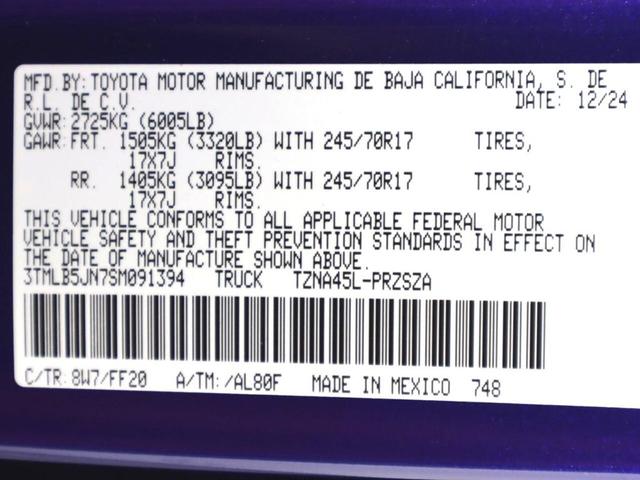 MFD.BY:TOYOTA MOTOR MANUFACTURING DE BAJA CALIFORNIA, S. DE
R.L. DE C.V. DATE: 12/24
GVWR:2725KG (6005LB)
GAWR:FRT. 1505KG (3320LB) WITH 245/70R17 TIRES,
17X7J RIMS.
RR. 1405KG (3095LB) WITH 245/70R17 TIRES,
17X7J RIMS.
THIS VEHICLE CONFORMS TO ALL APPLICABLE FEDERAL MOTOR
VEHICLE SAFETY AND THEFT PREVENTION STANDARDS IN EFFECT ON
THE DATE OF MANUFACTURE SHOWN ABOVE.
3TMLB5JN7SM091394 TRUCK TZNA45L-PRZSZA
C/TR:8W7/FF20 A/TM:/AL80F MADE IN MEXICO 748